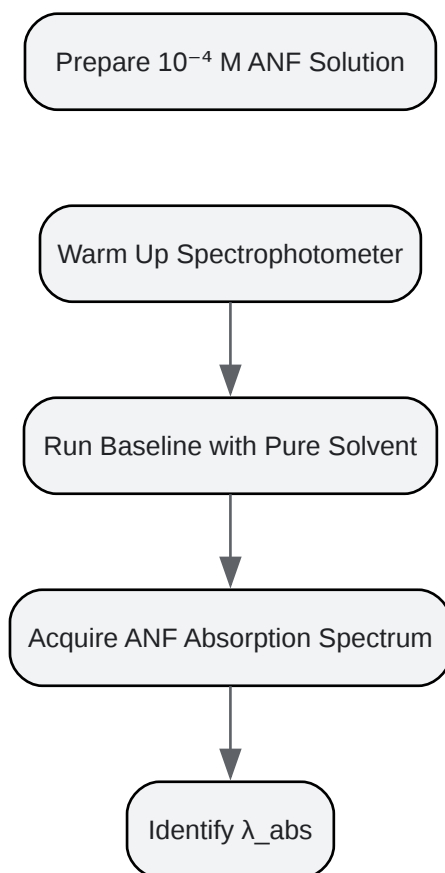 Prepare 10⁻⁴ M ANF Solution
Warm Up Spectrophotometer
Run Baseline with Pure Solvent
Acquire ANF Absorption Spectrum
Identify λ_abs